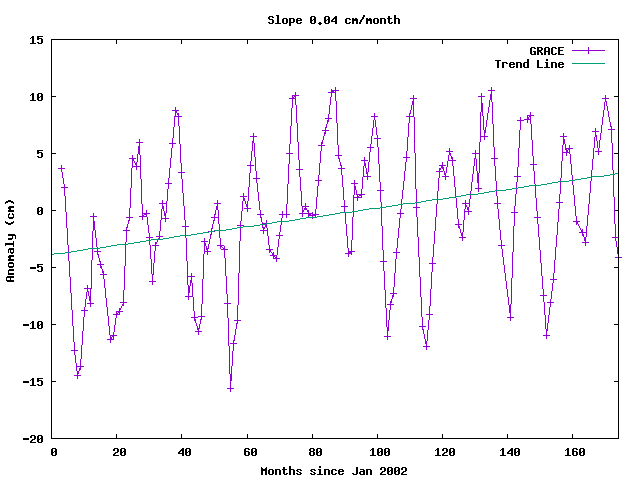 Slope 0.04 cm/month
15
GRACE
Trend Line
10
5
0
-5
-10
-15
-20
Anomaly (cm)
0 20 40 60 80 100 120 140 160
Months since Jan 2002